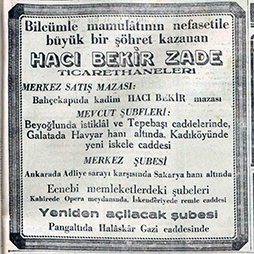 Bilcümle mamulâtının nefasetile
büyük bir şöhret kazanan
HACI BEKİR ZADE
TİCARETHANELERİ
MERKEZ SATIŞ MAZASI:
Bahçekapuda kadim HACI BEKİR mazası
MEVCUT ŞUBELERİ:
Beyoğlunda istiklâl ve Tepebaşı caddelerinde,
Galatada Havyar hanı altında. Kadıköyünde
yeni iskele caddesi
MERKEZ ŞUBESİ
Ankarada Adliye sarayı karşısında Sakarya hanı altında
Ecnebi memleketlerdeki şubeleri
Kahirede Opera meydanında, İskenderiyede remle caddesi
Yeniden açılacak şubesi
Pangaltıda Halâskâr Gazi caddesinde